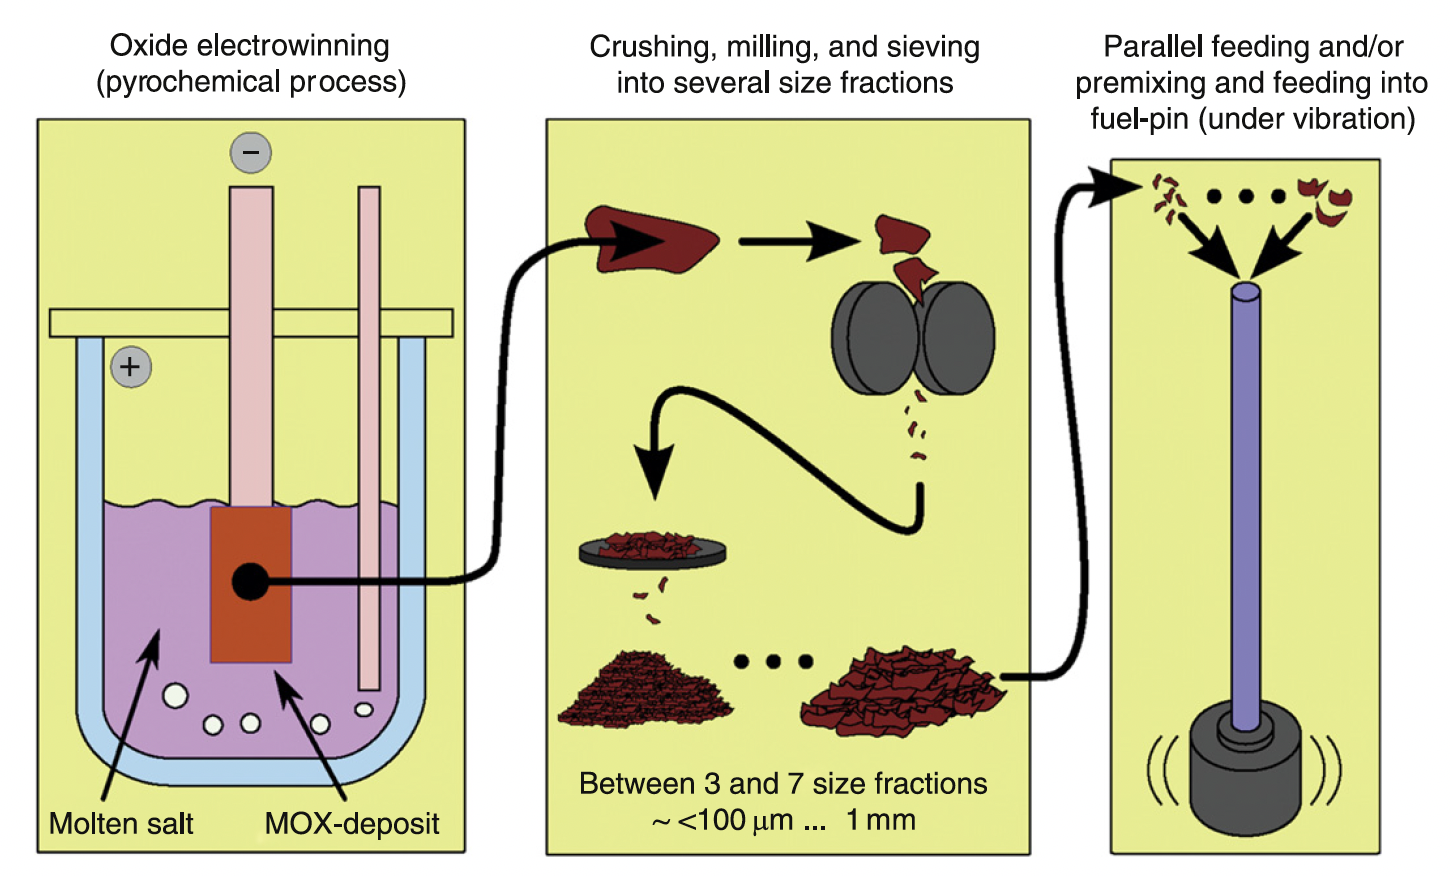 Oxide electrowinning
(pyrochemical process)
−
+
Molten salt
MOX-deposit
Crushing, milling, and sieving
into several size fractions
Between 3 and 7 size fractions
~ <100 μm ... 1 mm
Parallel feeding and/or
premixing and feeding into
fuel-pin (under vibration)